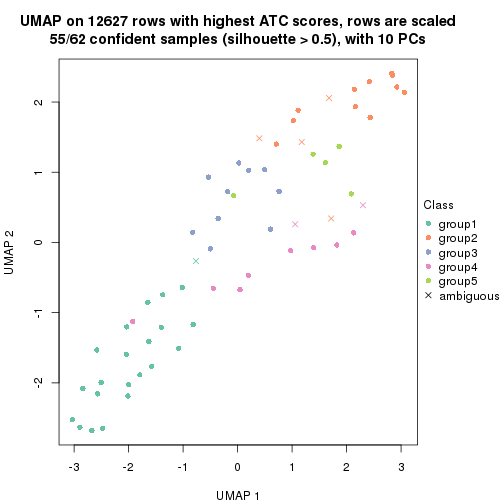 UMAP on 12627 rows with highest ATC scores, rows are scaled
55/62 confident samples (silhouette > 0.5), with 10 PCs
UMAP 2
2
1
0
-1
-2
-3
-2
-1
0
1
2
3
UMAP 1
Class
group1
group2
group3
group4
group5
ambiguous